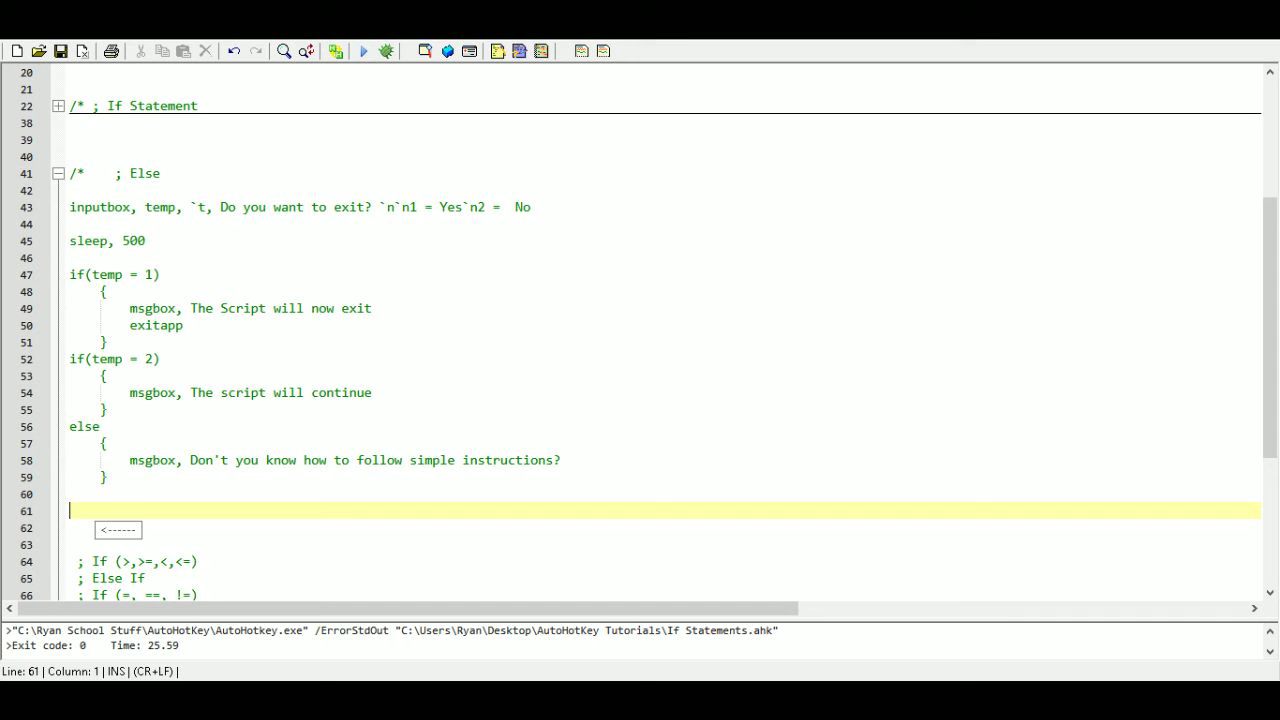 20
21
22 /* ; If Statement
38
39
40
41 /* ; Else
42
43 inputbox, temp, `t, Do you want to exit? `n`n1 = Yes`n2 = No
44
45 sleep, 500
46
47 if(temp = 1)
48 {
49 msgbox, The Script will now exit
50 exitapp
51 }
52 if(temp = 2)
53 {
54 msgbox, The script will continue
55 }
56 else
57 {
58 msgbox, Don't you know how to follow simple instructions?
59 }
60
61
62 <------
63
64 ; If (>,>=,<,<=)
65 ; Else If
66 ; If (=, ==, !=)
>"C:\Ryan School Stuff\AutoHotKey\AutoHotkey.exe" /ErrorStdOut "C:\Users\Ryan\Desktop\AutoHotKey Tutorials\If Statements.ahk"
>Exit code: 0 Time: 25.59
Line: 61 | Column: 1 | INS | (CR+LF) |